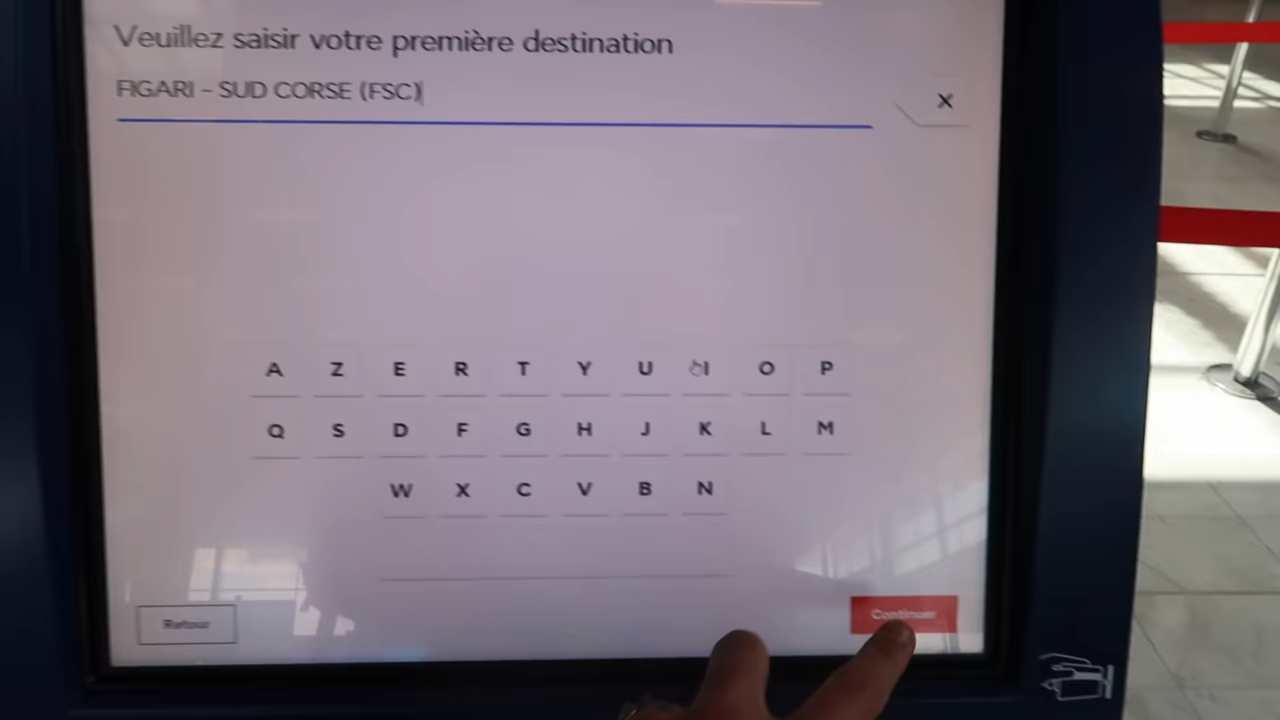 Veuillez saisir votre première destination
FIGARI - SUD CORSE (FSC)
X
A Z E R T Y U I O P
Q S D F G H J K L M
W X C V B N
Retour
Continuer